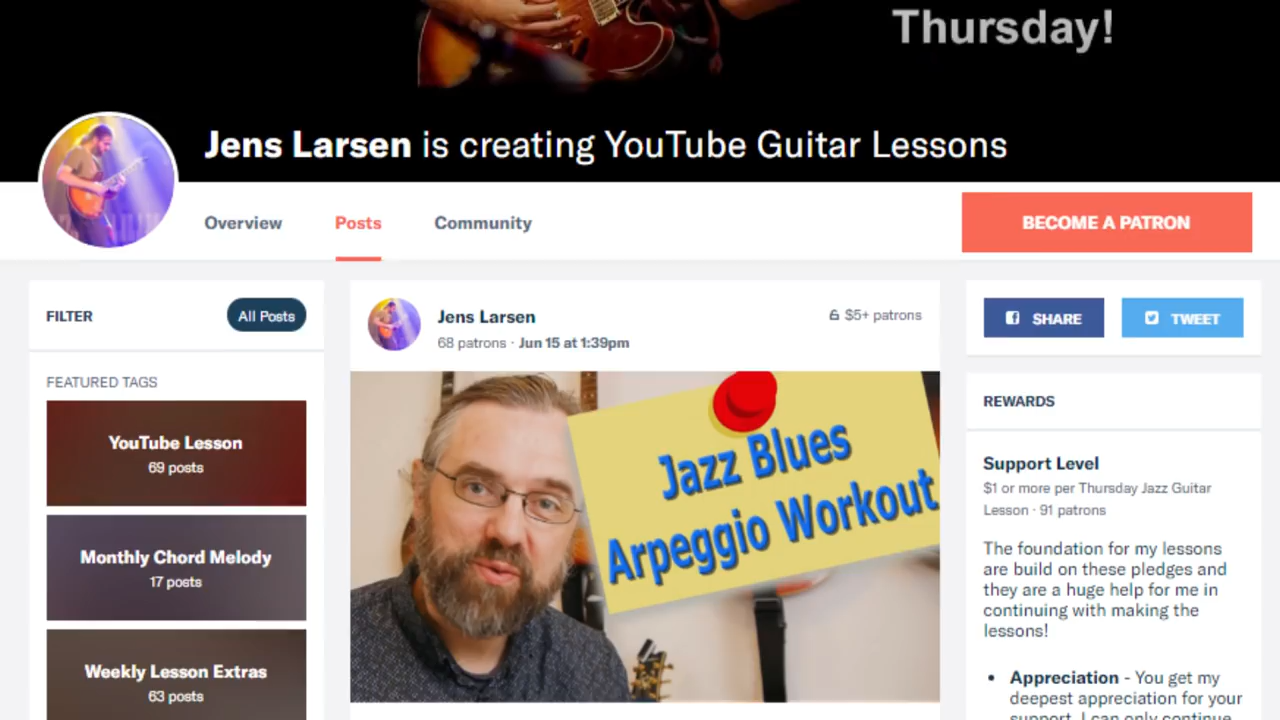 Thursday!
Jens Larsen is creating YouTube Guitar Lessons
Overview
Posts
Community
BECOME A PATRON
FILTER
All Posts
FEATURED TAGS
YouTube Lesson
69 posts
Monthly Chord Melody
17 posts
Weekly Lesson Extras
63 posts
Jens Larsen
68 patrons · Jun 15 at 1:39pm
$5+ patrons
Jazz Blues
Arpeggio Workout
SHARE
TWEET
REWARDS
Support Level
$1 or more per Thursday Jazz Guitar
Lesson · 91 patrons
The foundation for my lessons
are build on these pledges and
they are a huge help for me in
continuing with making the
lessons!
• Appreciation - You get my
deepest appreciation for your
support. I can only continue